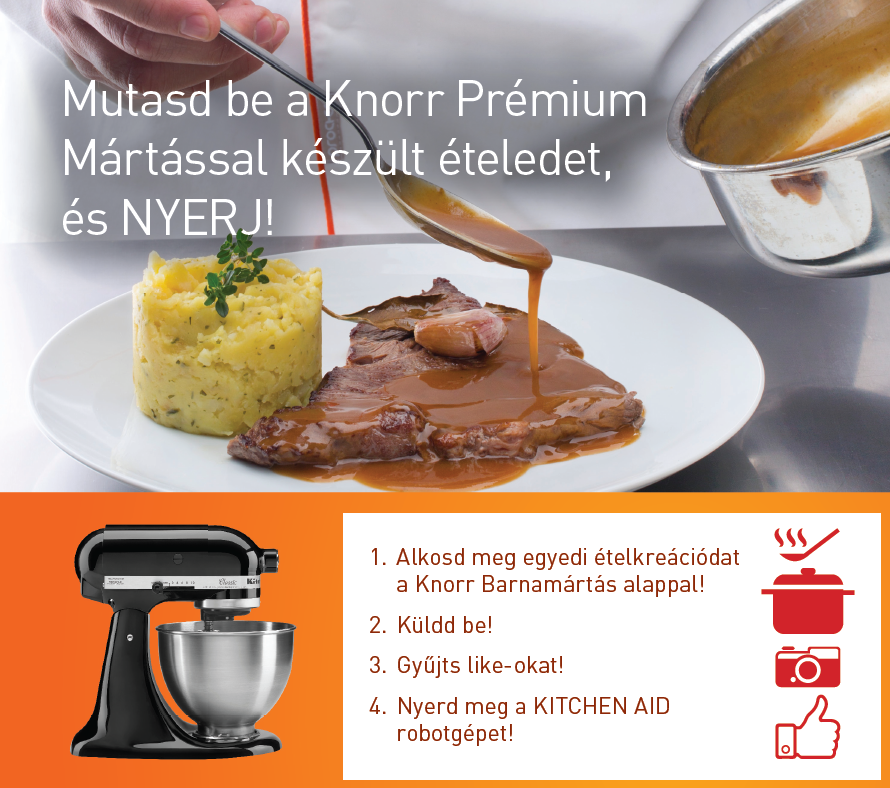 Mutasd be a Knorr Prémium
Mártással készült ételedet,
és NYERJ!
1. Alkosd meg egyedi ételkreációdat
a Knorr Barnamártás alappal!
2. Küldd be!
3. Gyűjts like-okat!
4. Nyerd meg a KITCHEN AID
robotgépet!
Classic